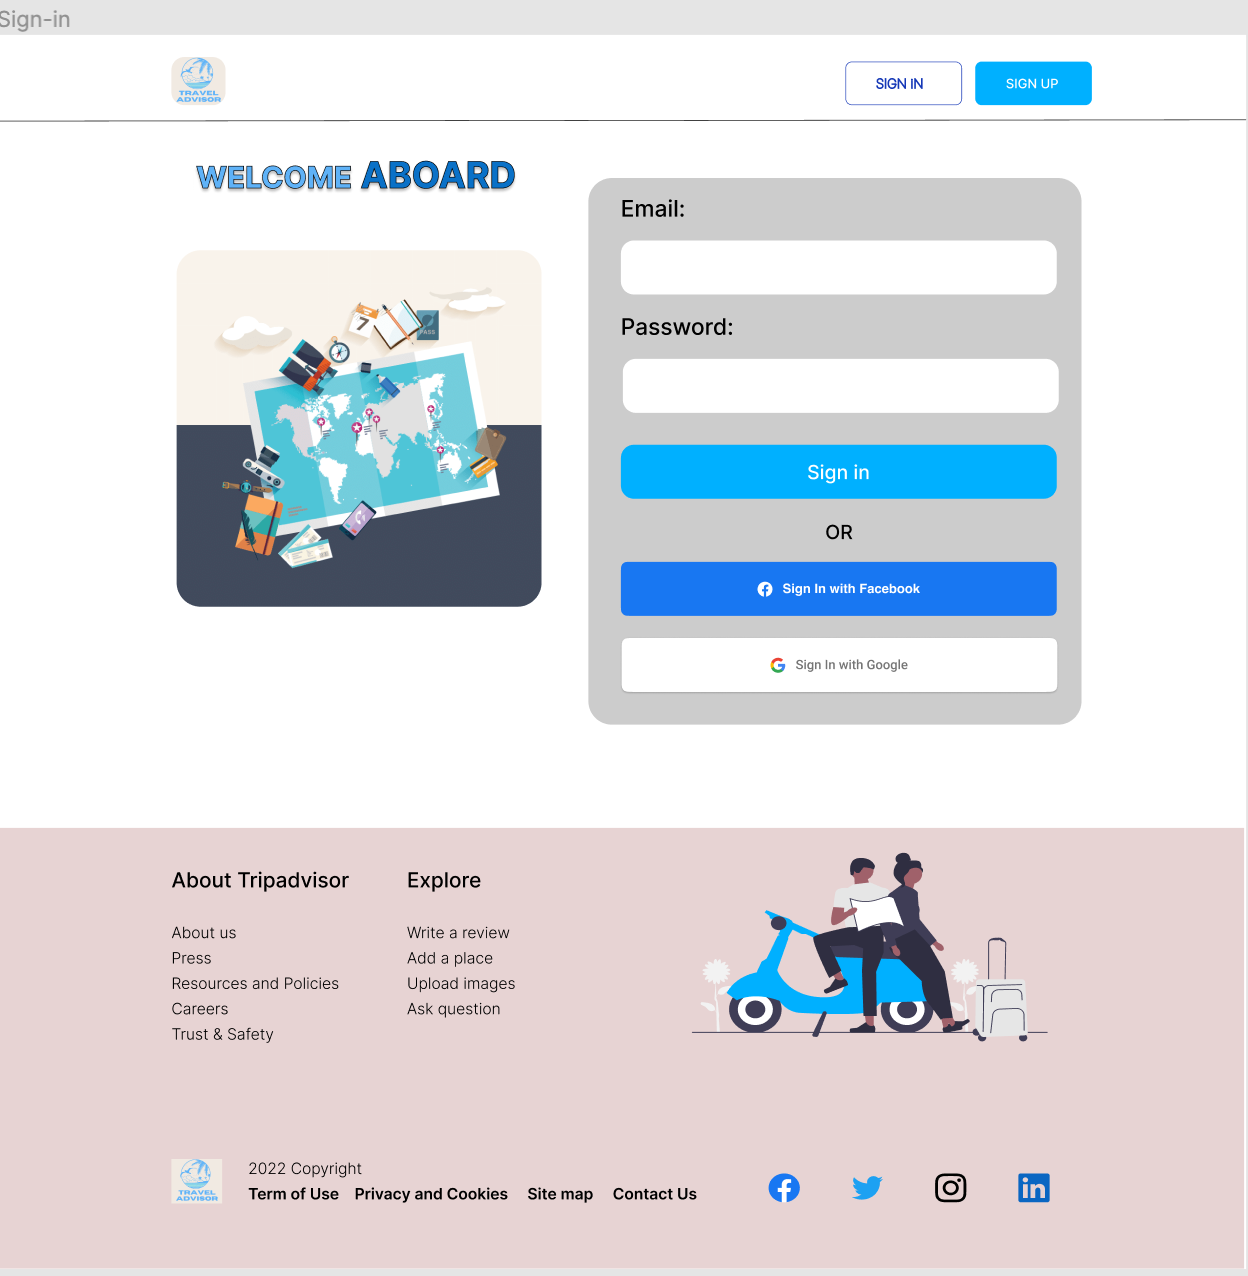 Sign-in
TRAVEL
ADVISOR
SIGN IN
SIGN UP
WELCOME ABOARD
7
PASS
Email:
Password:
Sign in
OR
Sign In with Facebook
Sign In with Google
About Tripadvisor
About us
Press
Resources and Policies
Careers
Trust & Safety
Explore
Write a review
Add a place
Upload images
Ask question
TRAVEL
ADVISOR
2022 Copyright
Term of Use Privacy and Cookies Site map Contact Us